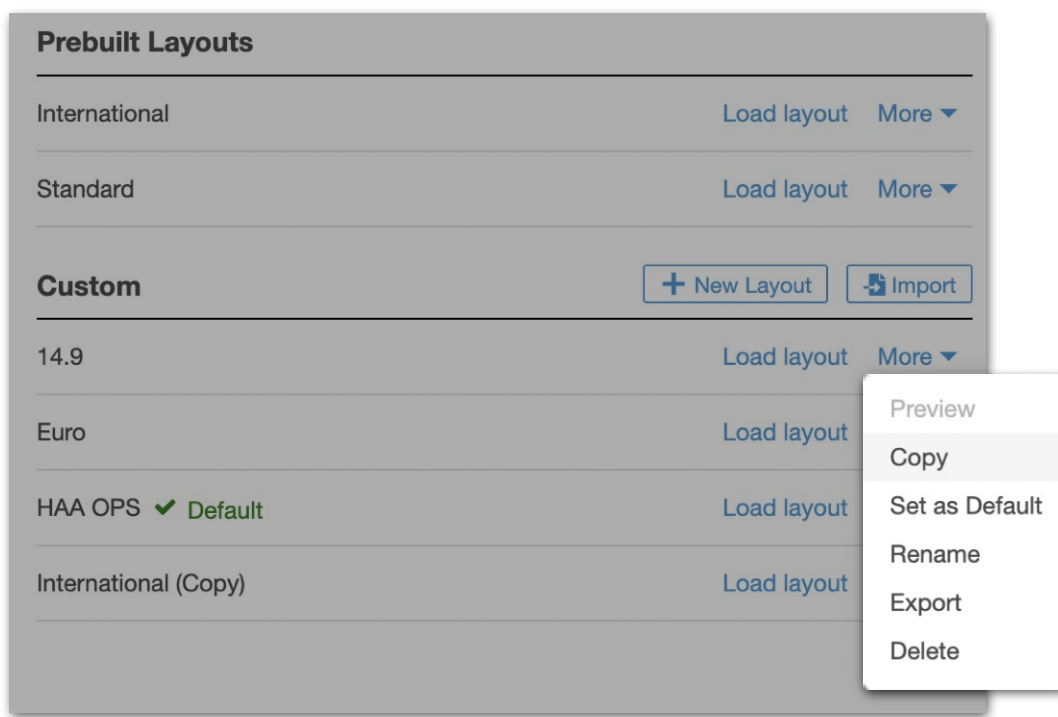 Prebuilt Layouts
International Load layout More
Standard Load layout More
Custom New Layout Import
14.9 Load layout More
Euro Load layout
HAA OPS Default Load layout
International (Copy) Load layout
Preview
Copy
Set as Default
Rename
Export
Delete